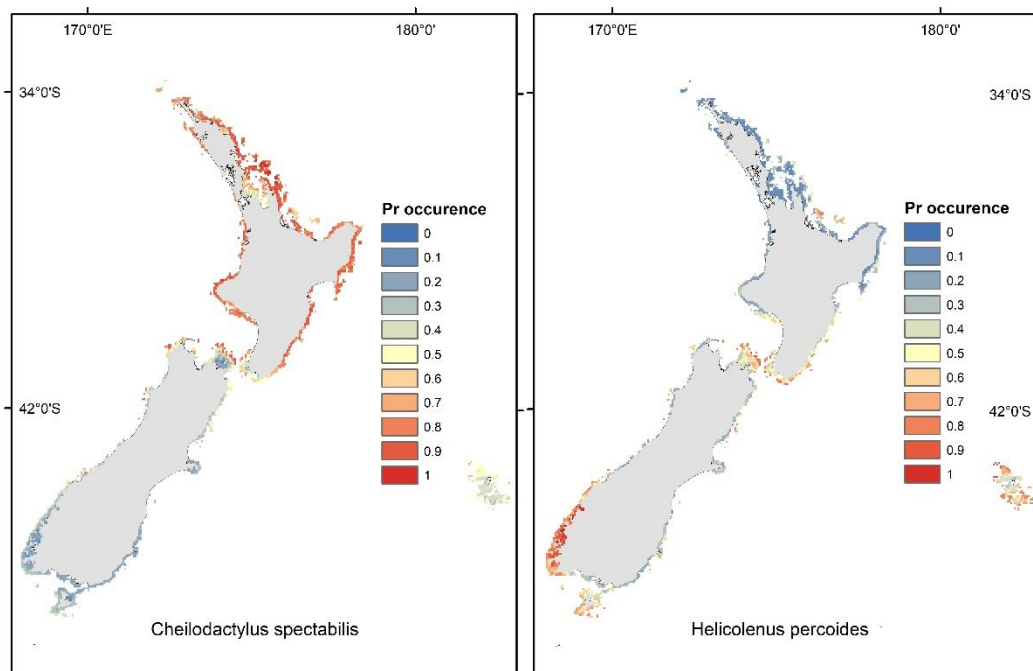 170°0'E 180°0'
34°0'S
42°0'S
Pr occurence
0
0.1
0.2
0.3
0.4
0.5
0.6
0.7
0.8
0.9
1
Cheilodactylus spectabilis
170°0'E 180°0'
34°0'S
42°0'S
Pr occurence
0
0.1
0.2
0.3
0.4
0.5
0.6
0.7
0.8
0.9
1
Helicolenus percoides